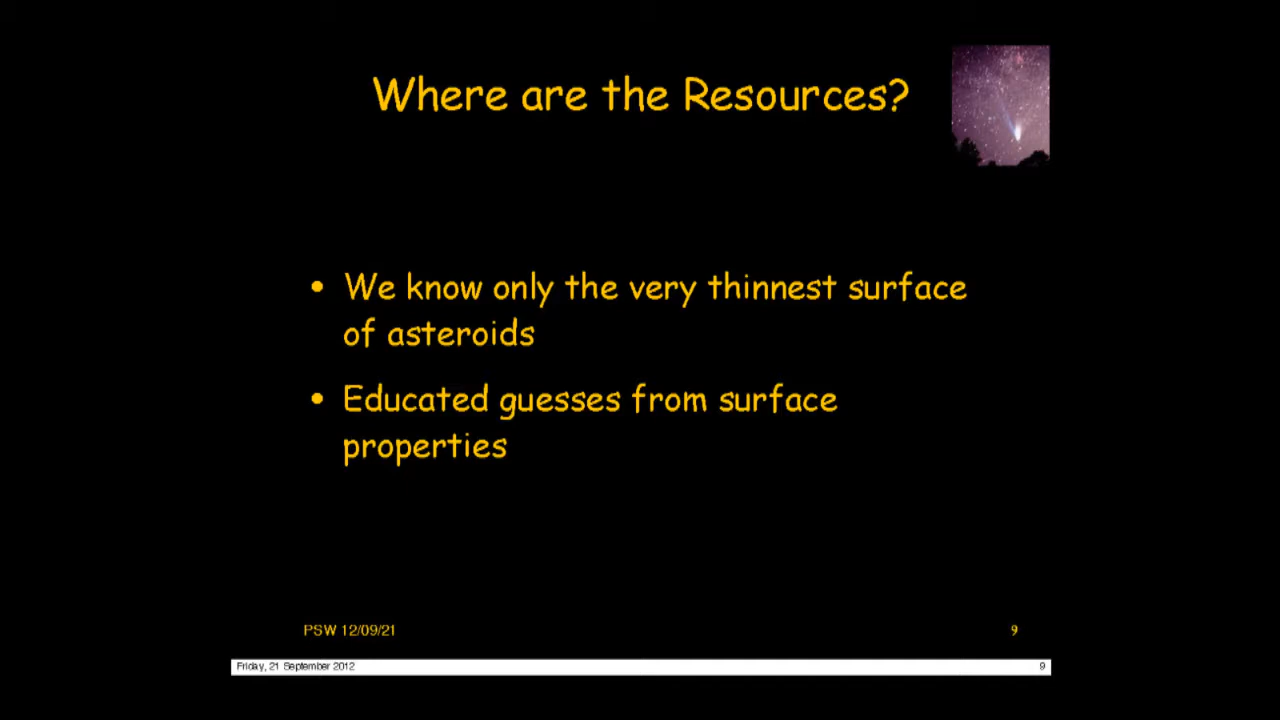 Where are the Resources?
• We know only the very thinnest surface
of asteroids
• Educated guesses from surface
properties
PSW 12/09/21
9
Friday, 21 September 2012
9